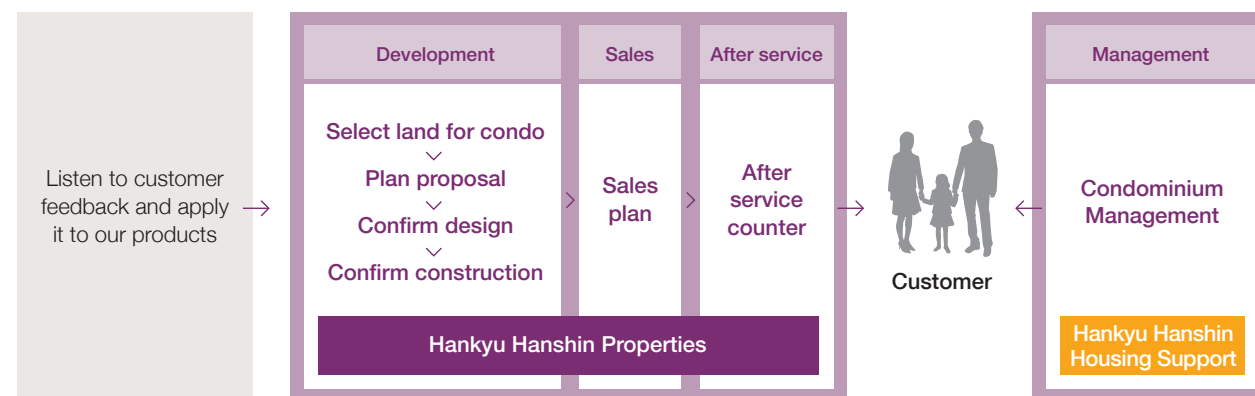 Listen to customer
feedback and apply
it to our products
Development
Select land for condo
Plan proposal
Confirm design
Confirm construction
Sales
Sales
plan
After service
After
service
counter
Hankyu Hanshin Properties
Customer
Management
Condominium
Management
Hankyu Hanshin
Housing Support